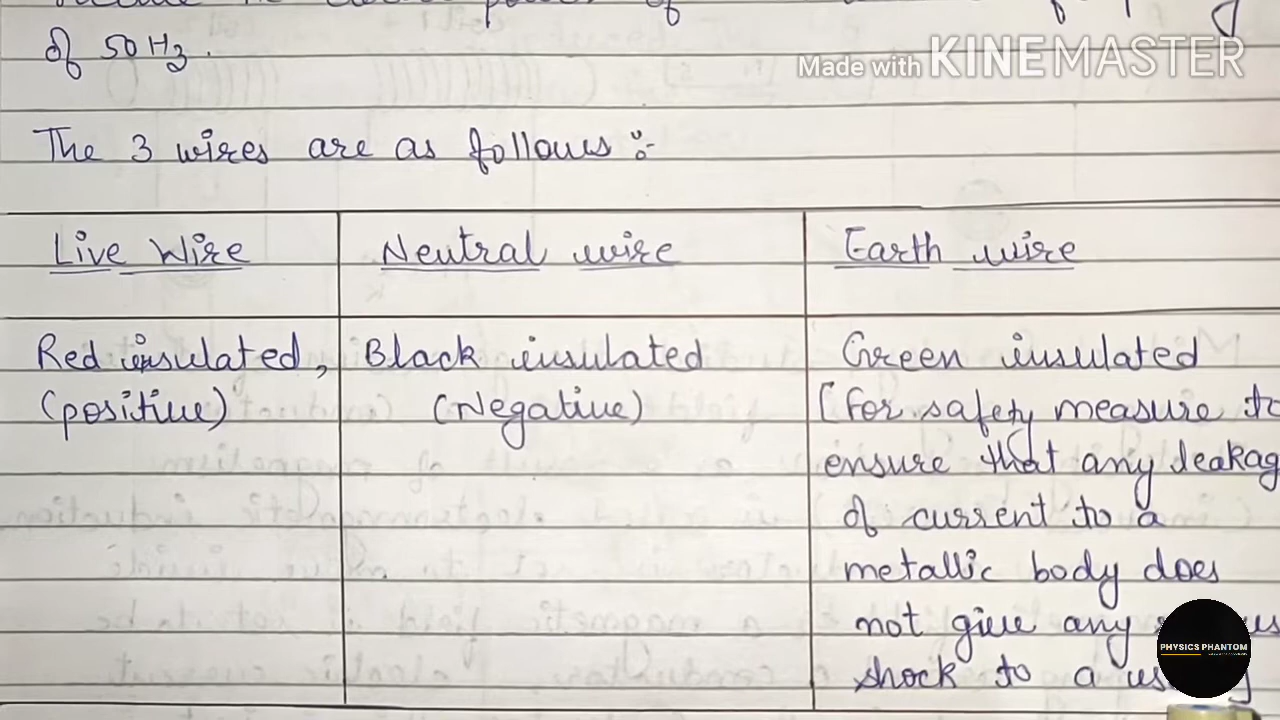 of 50 Hz.
Made with KINEMASTER
The 3 wires are as follows :-
Live Wire
Neutral wire
Earth wire
Red insulated,
(positive)
Black insulated
(Negative)
Green insulated
[For safety measure to
ensure that any leakag
of current to a
metallic body does
not give any
shock to a
PHYSICS PHANTOM